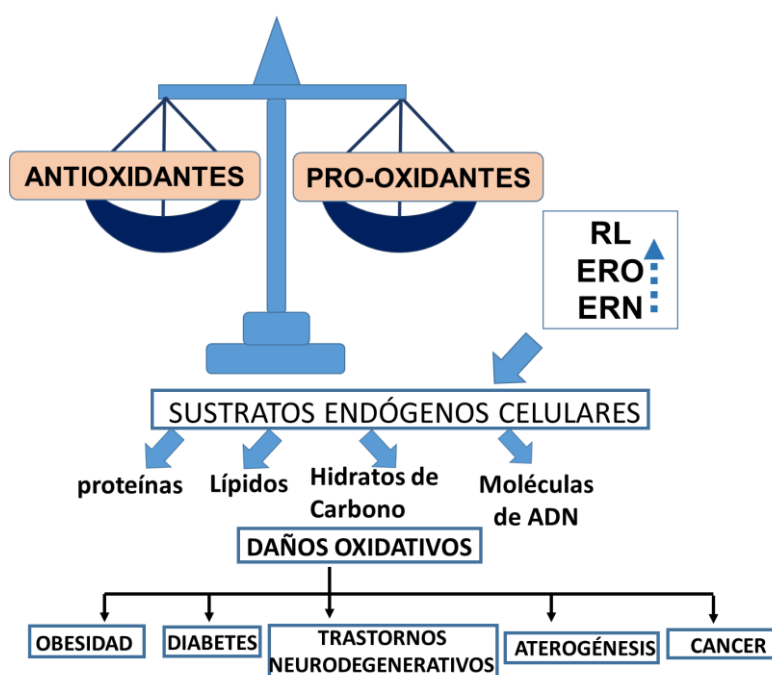 ANTIOXIDANTES
PRO-OXIDANTES
RL
ERO
ERN
SUSTRATOS ENDÓGENOS CELULARES
proteínas
Lípidos
Hidratos de
Carbono
Moléculas
de ADN
DAÑOS OXIDATIVOS
OBESIDAD
DIABETES
TRASTORNOS
NEURODEGENERATIVOS
ATEROGÉNESIS
CANCER